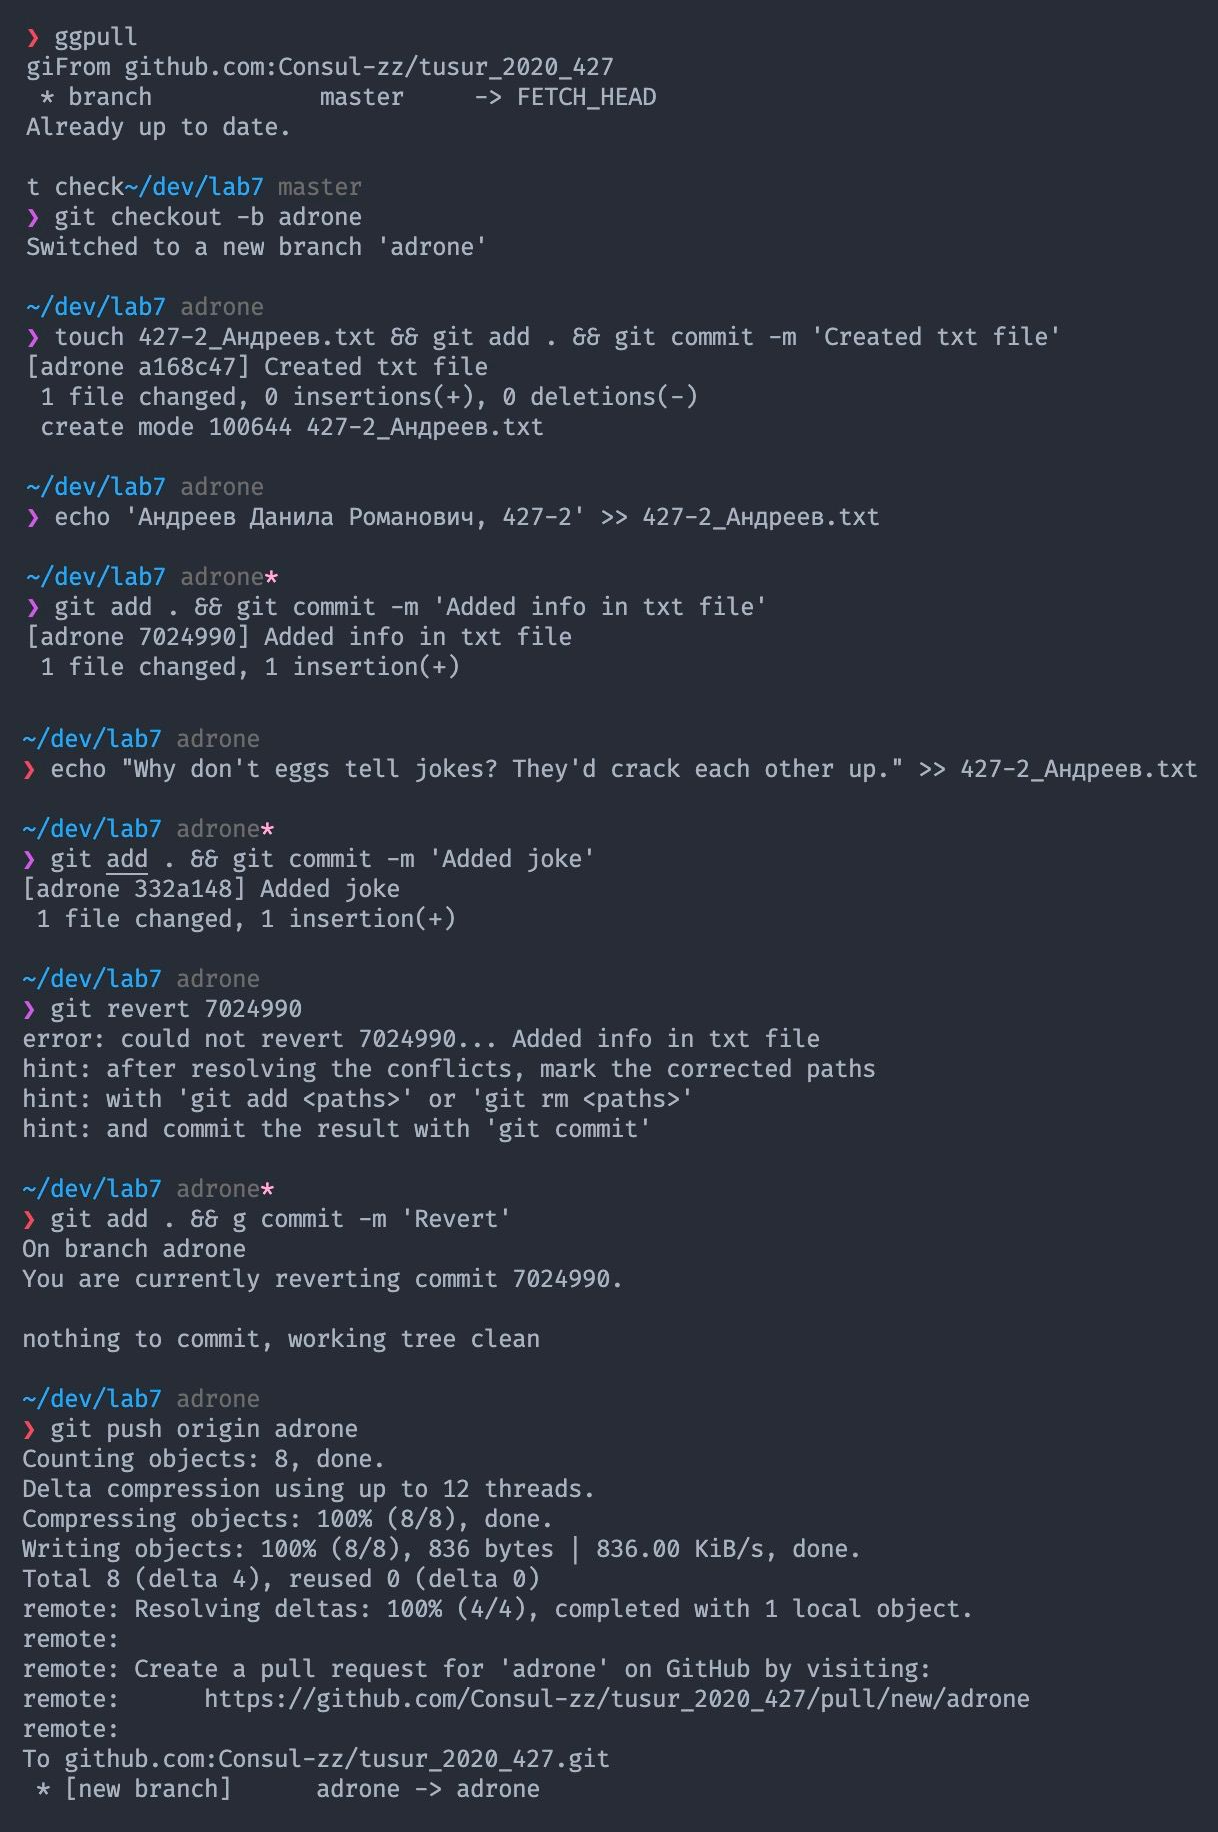 ❯ ggpull
giFrom github.com:Consul-zz/tusur_2020_427
 * branch            master     -> FETCH_HEAD
Already up to date.

t check~/dev/lab7 master
❯ git checkout -b adrone
Switched to a new branch 'adrone'

~/dev/lab7 adrone
❯ touch 427-2_Андреев.txt && git add . && git commit -m 'Created txt file'
[adrone a168c47] Created txt file
 1 file changed, 0 insertions(+), 0 deletions(-)
 create mode 100644 427-2_Андреев.txt

~/dev/lab7 adrone
❯ echo 'Андреев Данила Романович, 427-2' >> 427-2_Андреев.txt

~/dev/lab7 adrone*
❯ git add . && git commit -m 'Added info in txt file'
[adrone 7024990] Added info in txt file
 1 file changed, 1 insertion(+)

~/dev/lab7 adrone
❯ echo "Why don't eggs tell jokes? They'd crack each other up." >> 427-2_Андреев.txt

~/dev/lab7 adrone*
❯ git add . && git commit -m 'Added joke'
[adrone 332a148] Added joke
 1 file changed, 1 insertion(+)

~/dev/lab7 adrone
❯ git revert 7024990
error: could not revert 7024990... Added info in txt file
hint: after resolving the conflicts, mark the corrected paths
hint: with 'git add <paths>' or 'git rm <paths>'
hint: and commit the result with 'git commit'

~/dev/lab7 adrone*
❯ git add . && g commit -m 'Revert'
On branch adrone
You are currently reverting commit 7024990.

nothing to commit, working tree clean

~/dev/lab7 adrone
❯ git push origin adrone
Counting objects: 8, done.
Delta compression using up to 12 threads.
Compressing objects: 100% (8/8), done.
Writing objects: 100% (8/8), 836 bytes | 836.00 KiB/s, done.
Total 8 (delta 4), reused 0 (delta 0)
remote: Resolving deltas: 100% (4/4), completed with 1 local object.
remote:
remote: Create a pull request for 'adrone' on GitHub by visiting:
remote:      https://github.com/Consul-zz/tusur_2020_427/pull/new/adrone
remote:
To github.com:Consul-zz/tusur_2020_427.git
 * [new branch]      adrone -> adrone